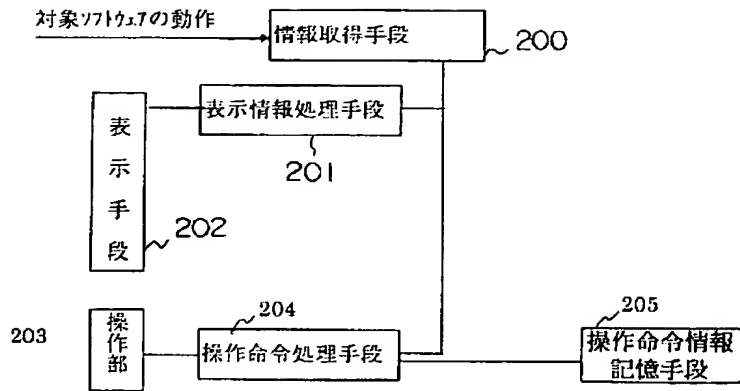 対象ソフトウェアの動作
情報取得手段
200
表示情報処理手段
201
表示手段
202
操作部
203
204
操作命令処理手段
205
操作命令情報
記憶手段